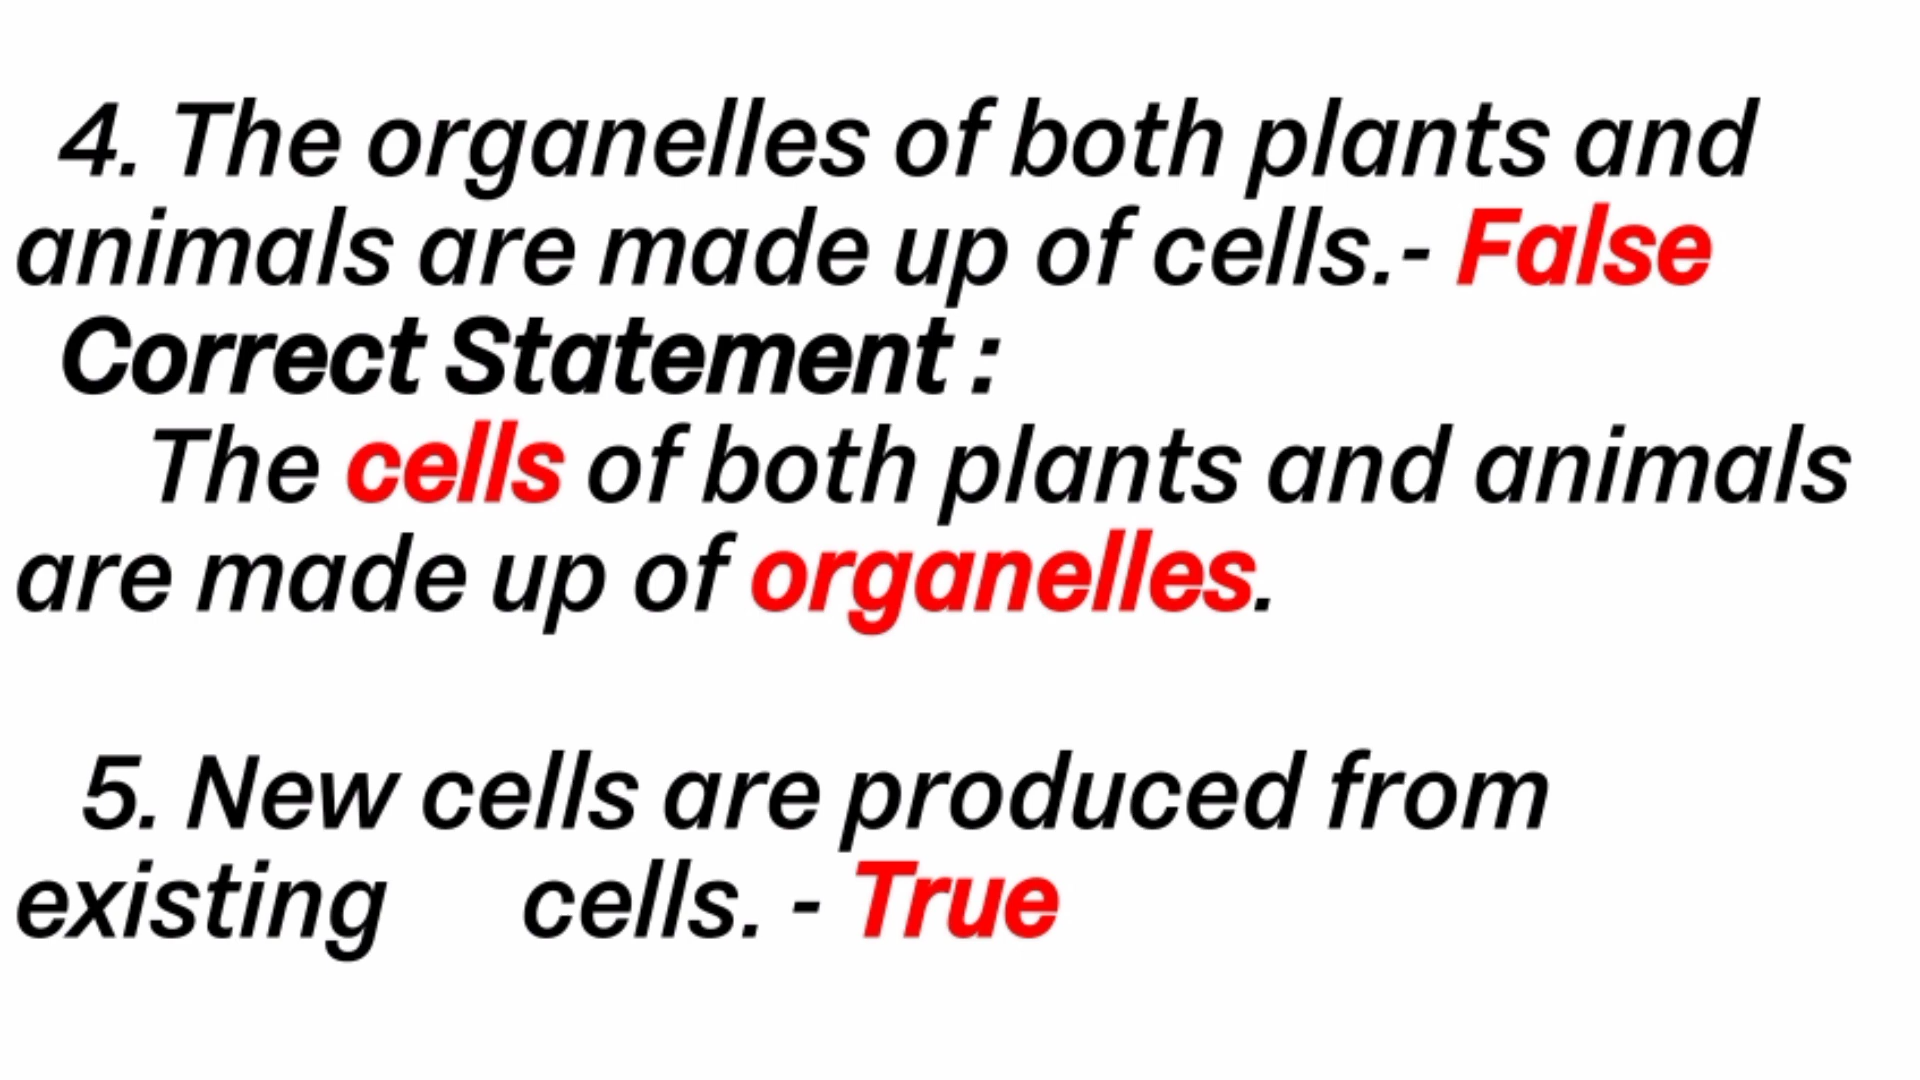 4. The organelles of both plants and
animals are made up of cells.- False
Correct Statement :
The cells of both plants and animals
are made up of organelles.
5. New cells are produced from
existing cells. - True